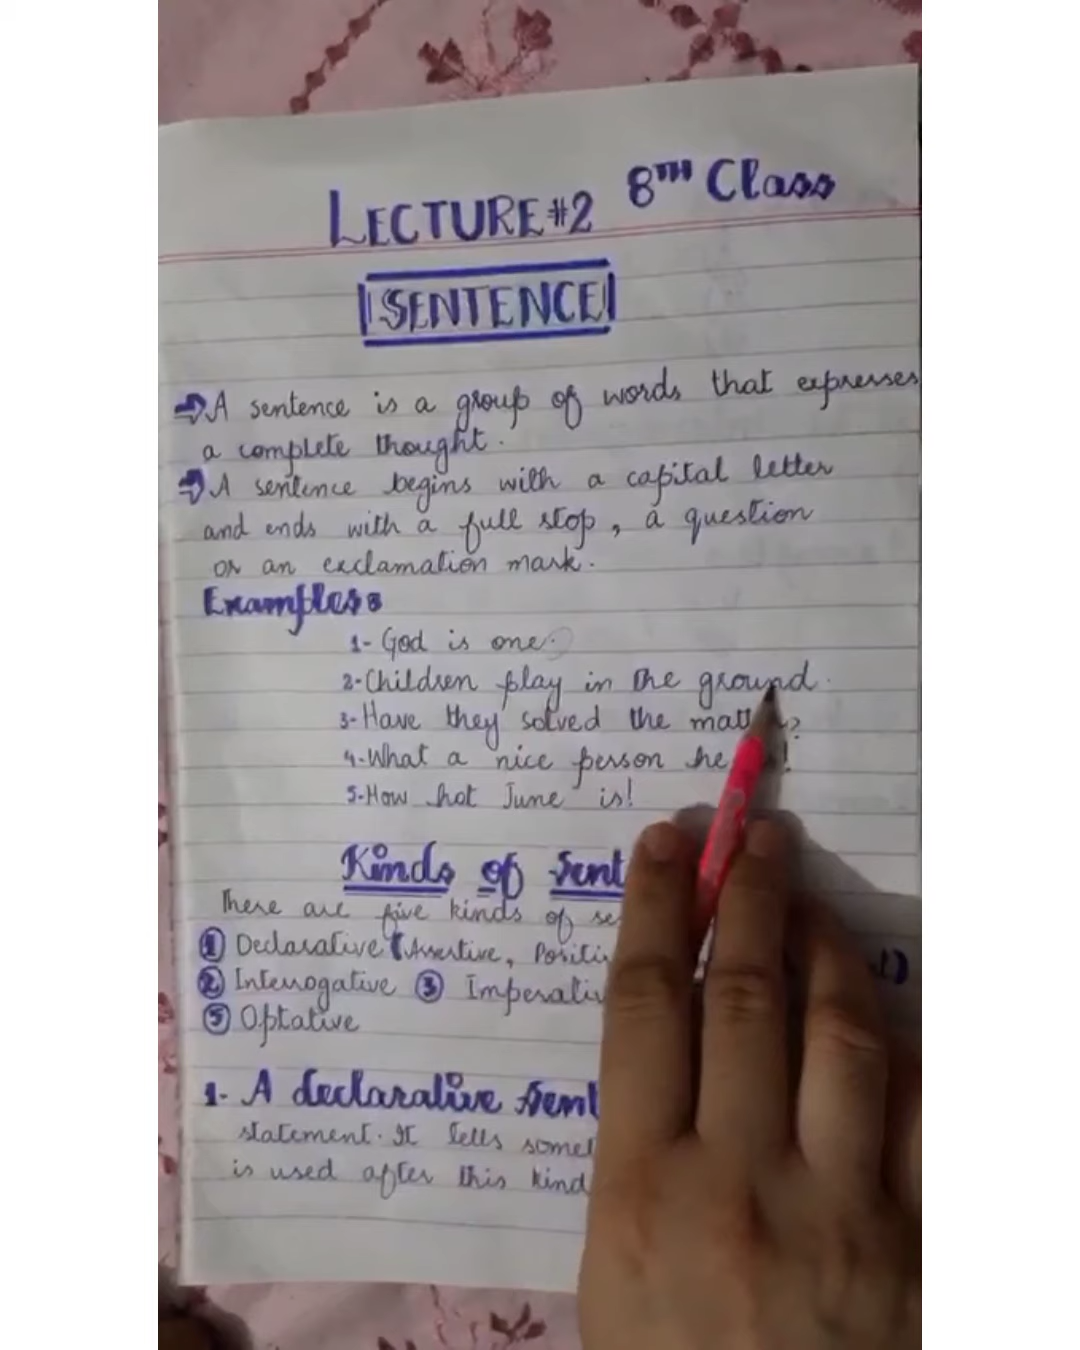 LECTURE #2 8TH Class
SENTENCE
⇒ A sentence is a group of words that expresses
a complete thought.
⇒ A sentence begins with a capital letter
and ends with a full stop, a question
or an exclamation mark.
Examples:
1- God is one.
2- Children play in the ground.
3- Have they solved the
4- What a nice person he !
5- How hot June is!
Kinds of
There are five kinds of
① Declarative (Assertive,
② Interrogative ③
⑤ Optative
1- A declarative
statement. It tells
is used after this kind